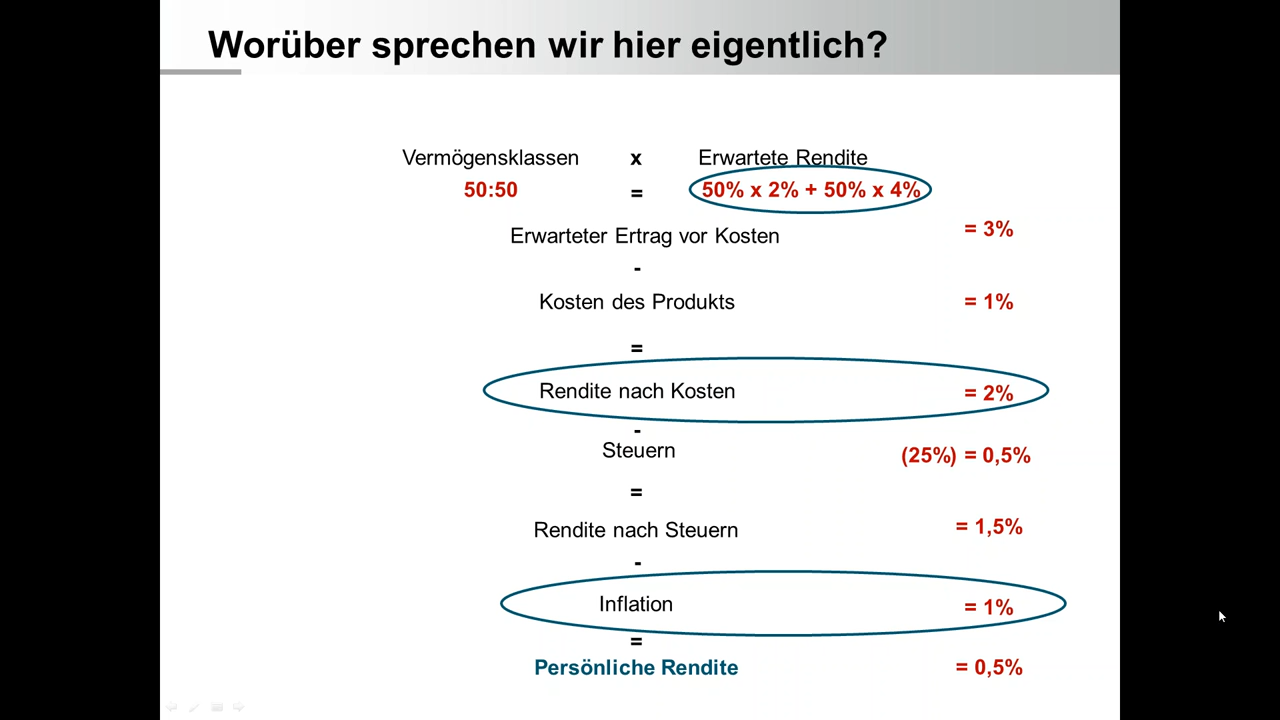 Worüber sprechen wir hier eigentlich?
Vermögensklassen x Erwartete Rendite
50:50 = 50% x 2% + 50% x 4%
Erwarteter Ertrag vor Kosten = 3%
-
Kosten des Produkts = 1%
=
Rendite nach Kosten = 2%
-
Steuern (25%) = 0,5%
=
Rendite nach Steuern = 1,5%
-
Inflation = 1%
=
Persönliche Rendite = 0,5%